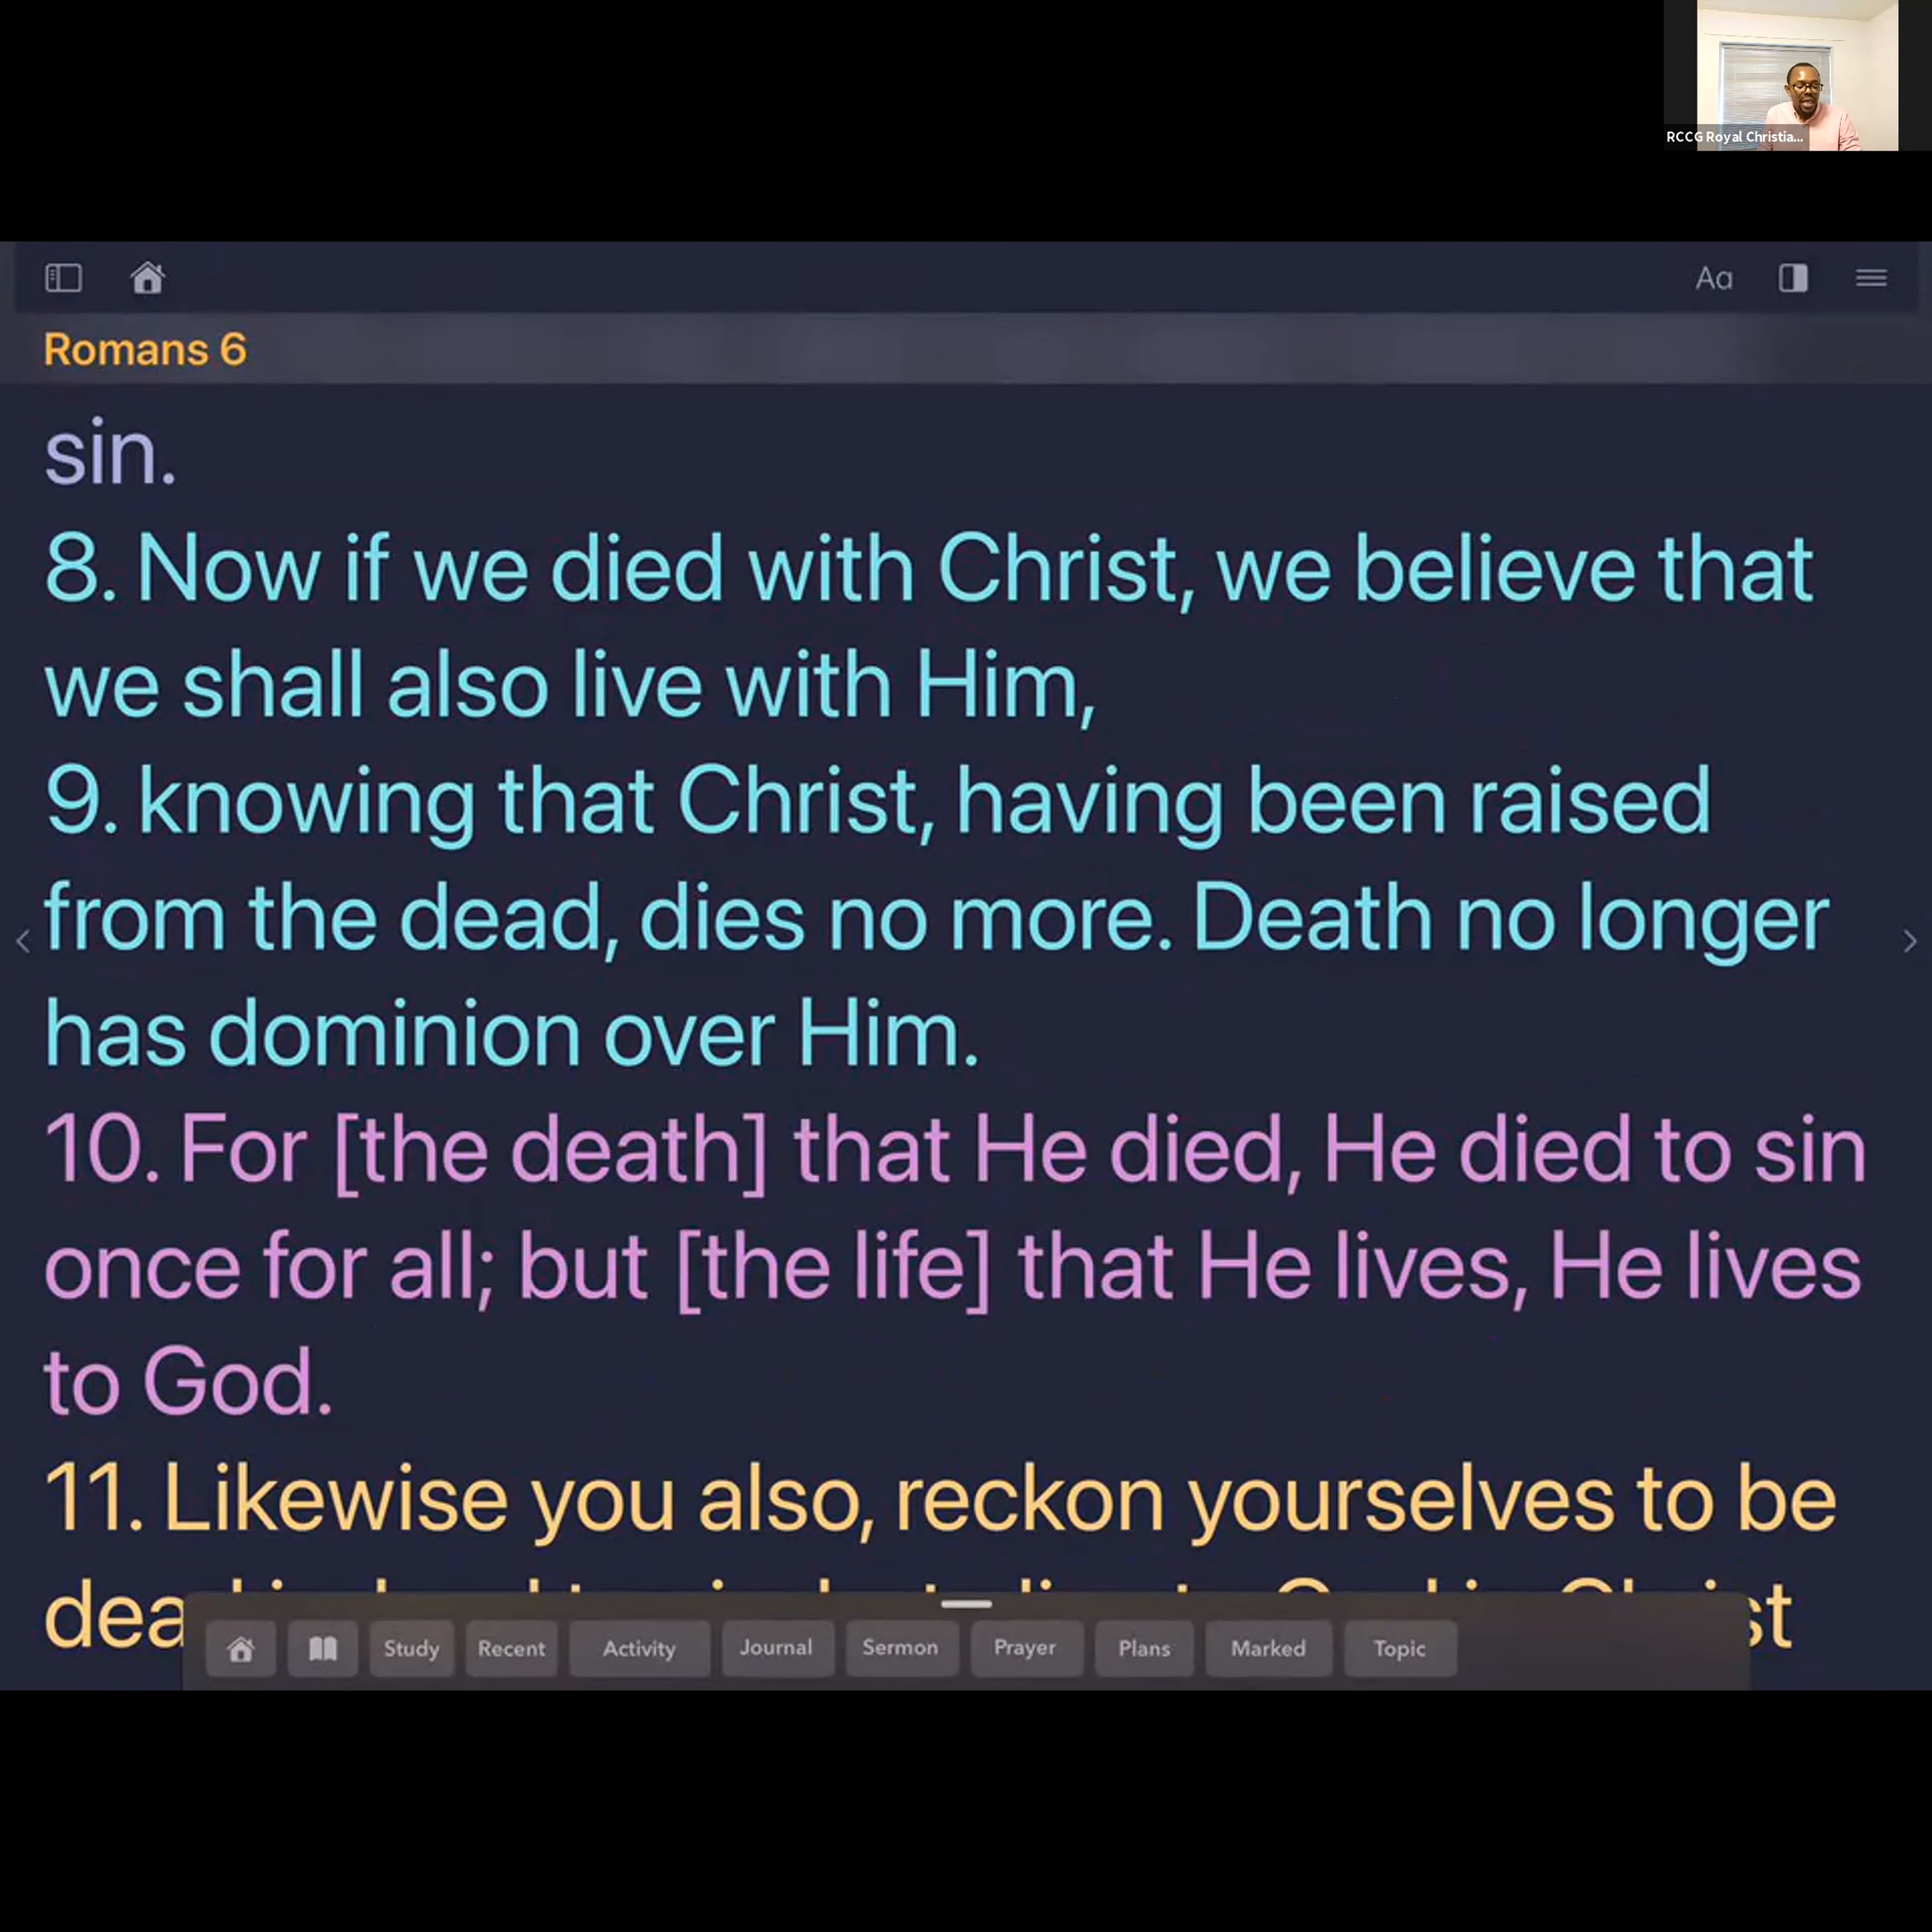 RCCG Royal Christia...
Aa
Romans 6
sin.
8. Now if we died with Christ, we believe that
we shall also live with Him,
9. knowing that Christ, having been raised
from the dead, dies no more. Death no longer
has dominion over Him.
10. For [the death] that He died, He died to sin
once for all; but [the life] that He lives, He lives
to God.
11. Likewise you also, reckon yourselves to be
Study Recent Activity Journal Sermon Prayer Plans Marked Topic